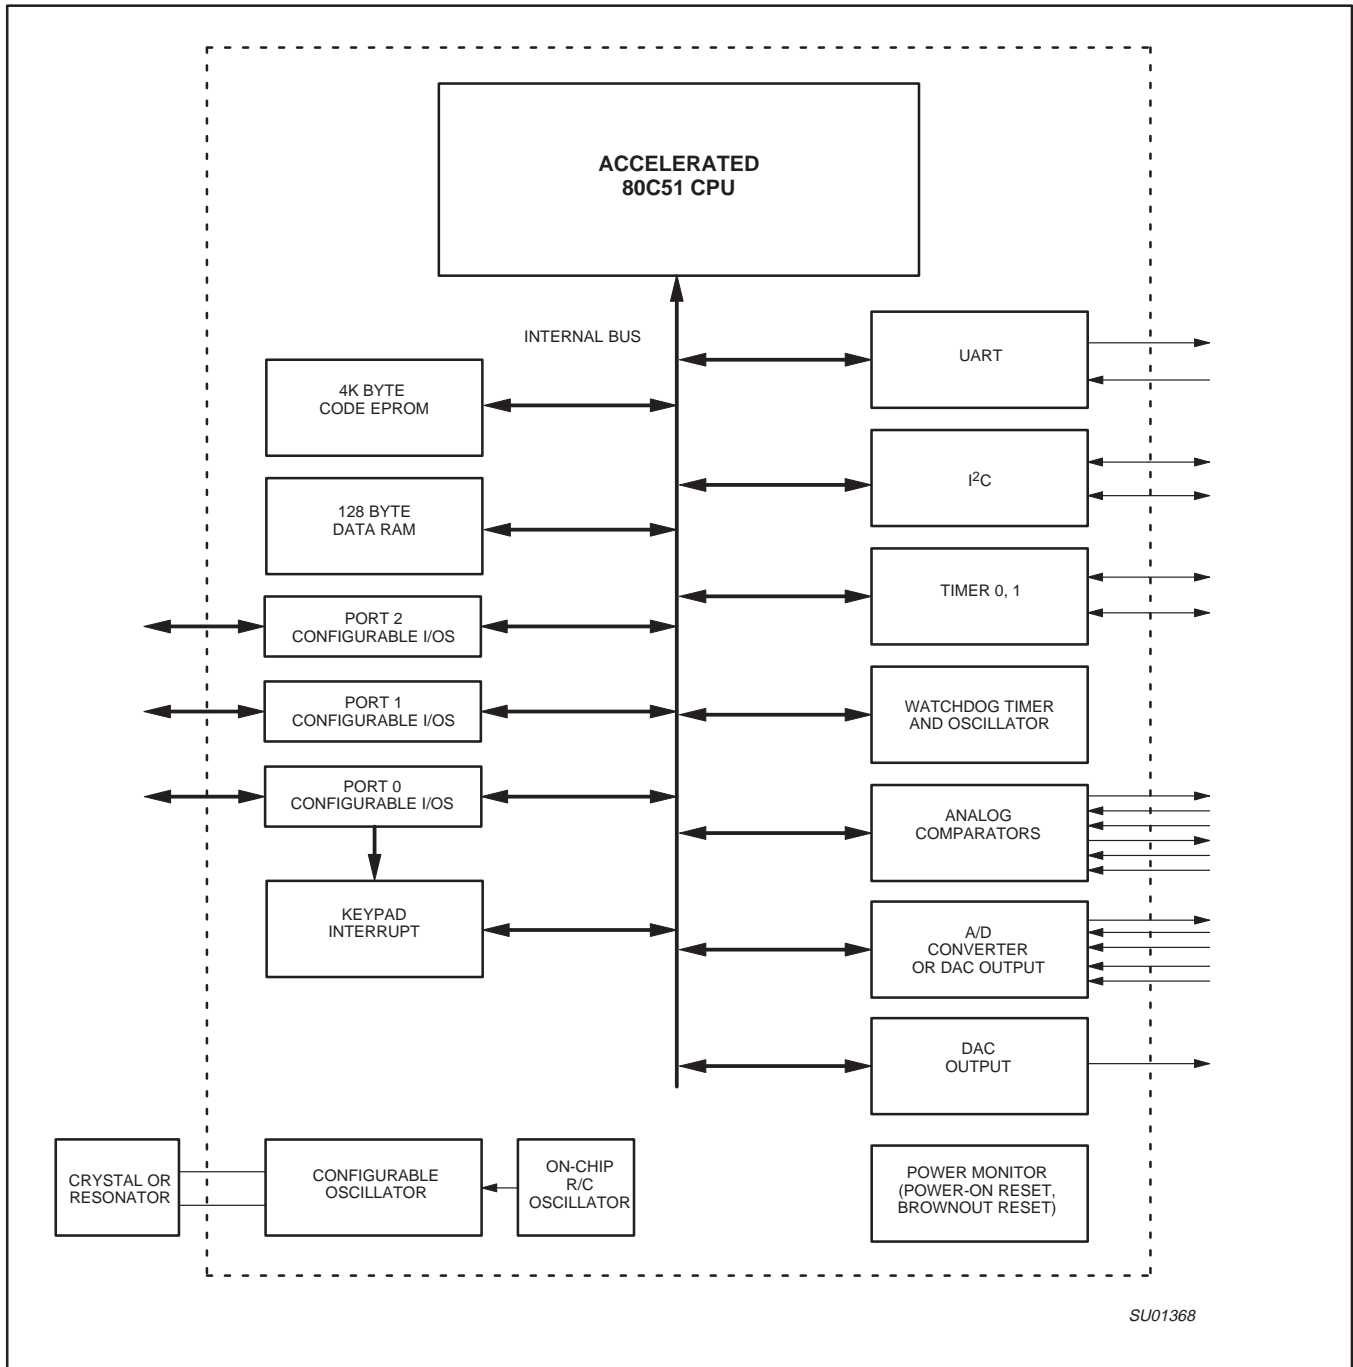 ACCELERATED
80C51 CPU
INTERNAL BUS
UART
4K BYTE
CODE EPROM
I²C
128 BYTE
DATA RAM
TIMER 0, 1
PORT 2
CONFIGURABLE I/OS
PORT 1
CONFIGURABLE I/OS
WATCHDOG TIMER
AND OSCILLATOR
PORT 0
CONFIGURABLE I/OS
ANALOG
COMPARATORS
KEYPAD
INTERRUPT
A/D
CONVERTER
OR DAC OUTPUT
DAC
OUTPUT
CRYSTAL OR
RESONATOR
CONFIGURABLE
OSCILLATOR
ON-CHIP
R/C
OSCILLATOR
POWER MONITOR
(POWER-ON RESET,
BROWNOUT RESET)
SU01368